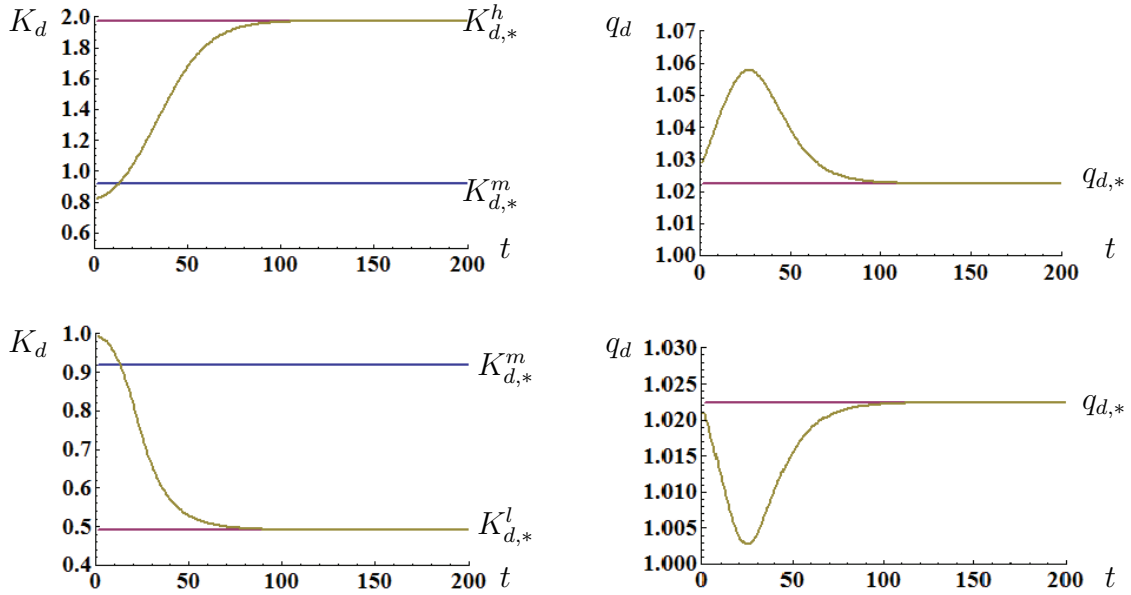 K_d 2.0 K^h_{d,*}
1.8
1.6
1.4
1.2
1.0
0.8 K^m_{d,*}
0.6
0 50 100 150 200 t
q_d 1.07
1.06
1.05
1.04
1.03
1.02 q_{d,*}
1.01
1.00
0 50 100 150 200 t
K_d 1.0
0.9 K^m_{d,*}
0.8
0.7
0.6
0.5 K^l_{d,*}
0.4
0 50 100 150 200 t
q_d 1.030
1.025
1.020 q_{d,*}
1.015
1.010
1.005
1.000
0 50 100 150 200 t